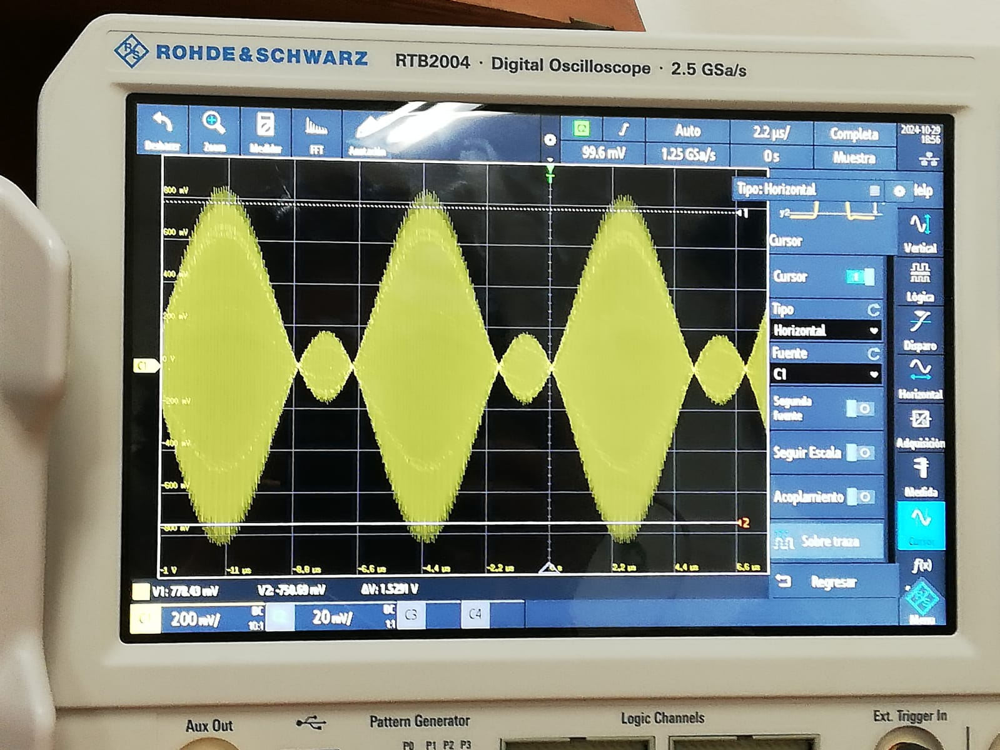 ROHDE&SCHWARZ RTB2004 · Digital Oscilloscope · 2.5 GSa/s
Deshacer Zoom Medidor FFT Anotación
C2 Auto 2.2 µs/ Completa
99.6 mV 1.25 GSa/s 0 s Muestra
2024-10-29
18:56
T
Tipo: Horizontal
Help
y2
Cursor
Cursor
Tipo
Horizontal
Fuente
C1
Segunda
fuente
Seguir Escala
Acoplamiento
Sobre traza
Regresar
Vertical
Lógica
Disparo
Horizontal
Adquisición
Medida
Cursor
f(x)
Menu
800 mV
600 mV
400 mV
200 mV
0 V
-200 mV
-400 mV
-600 mV
-800 mV
-1 V
C1
1
2
-11 µs -8.8 µs -6.6 µs -4.4 µs -2.2 µs 2.2 µs 4.4 µs 6.6 µs
V1: 778.43 mV V2: -750.69 mV ΔV: 1.5291 V
C1 200 mV/ DC 10:1 20 mV/ DC 1:1 C3 C4
Aux Out Pattern Generator Logic Channels Ext. Trigger In
P0 P1 P2 P3